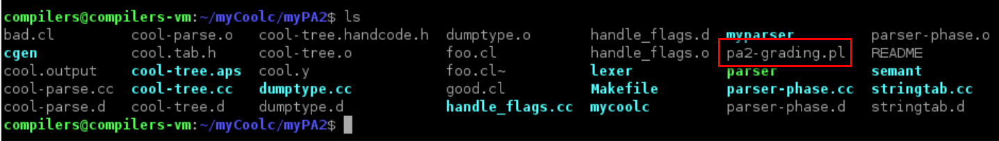 compilers@compilers-vm:~/myCoolc/myPA2$ ls
bad.cl cool-parse.o cool-tree.handcode.h dumptype.o handle_flags.d myparser parser-phase.o
cgen cool.tab.h cool-tree.o foo.cl handle_flags.o pa2-grading.pl README
cool.output cool-tree.aps cool.y foo.cl~ lexer parser semant
cool-parse.cc cool-tree.cc dumptype.cc good.cl Makefile parser-phase.cc stringtab.cc
cool-parse.d cool-tree.d dumptype.d handle_flags.cc mycoolc parser-phase.d stringtab.d
compilers@compilers-vm:~/myCoolc/myPA2$